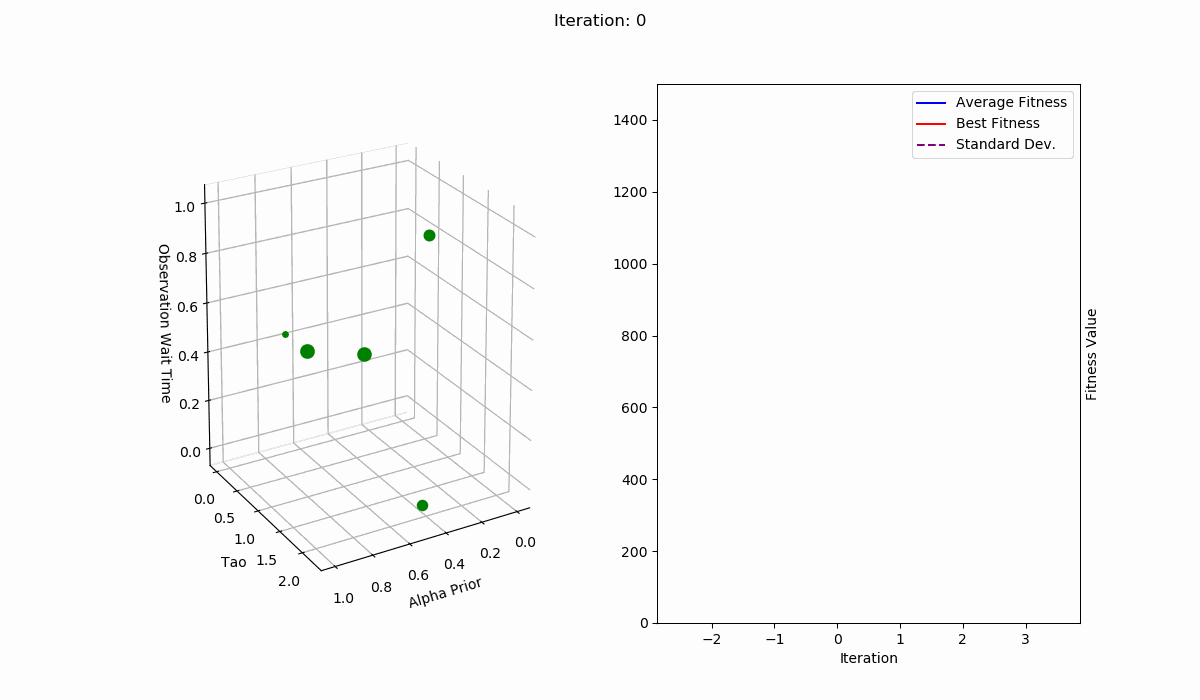 Iteration: 0
1.0
0.8
0.6
0.4
0.2
0.0
Observation Wait Time
0.0
0.5
1.0
1.5
2.0
Tao
1.0
0.8
0.6
0.4
0.2
0.0
Alpha Prior
1400
1200
1000
800
600
400
200
0
Average Fitness
Best Fitness
Standard Dev.
Fitness Value
−2 −1 0 1 2 3
Iteration